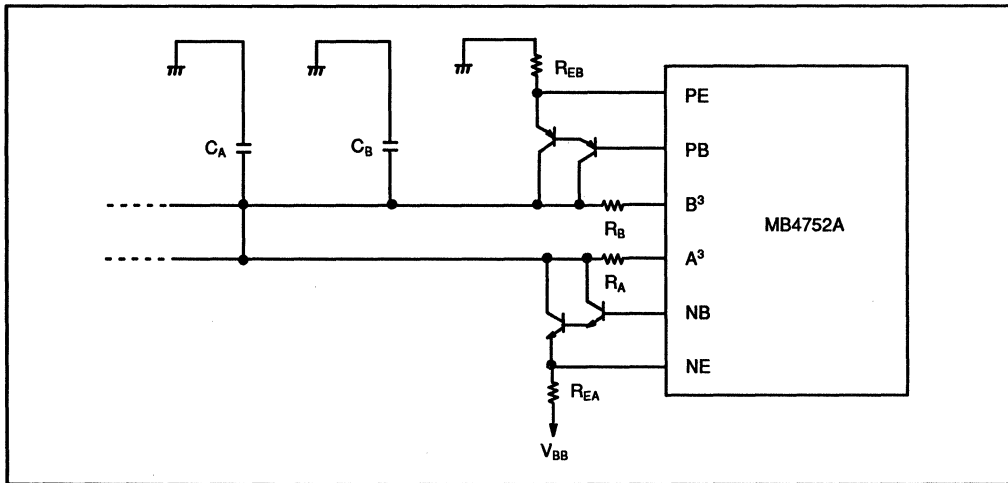 R_EB
PE
C_A
C_B
PB
B³
R_B
MB4752A
A³
R_A
NB
NE
R_EA
V_BB